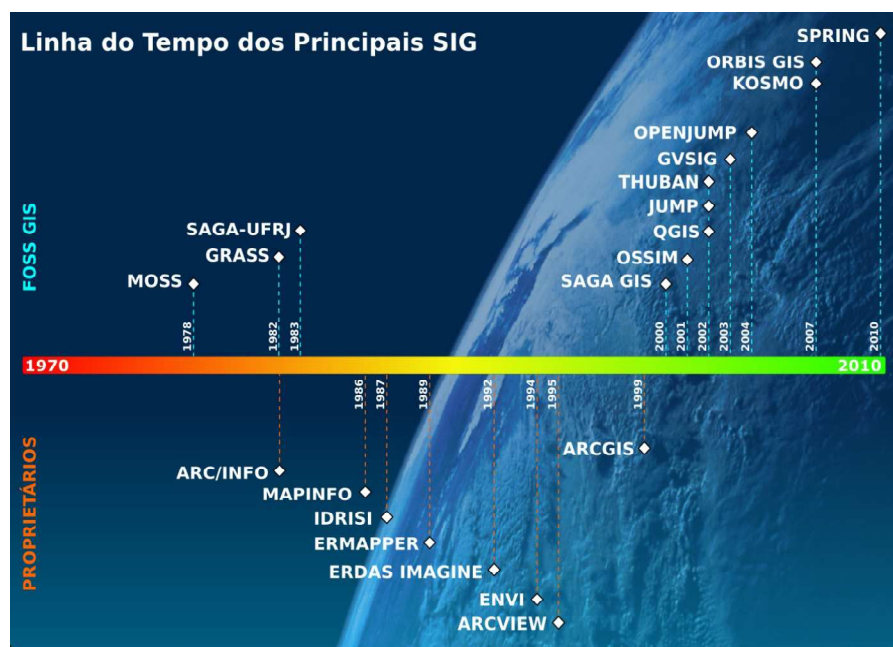 Linha do Tempo dos Principais SIG
SPRING
ORBIS GIS
KOSMO
OPENJUMP
GVSIG
THUBAN
JUMP
QGIS
OSSIM
SAGA GIS
SAGA-UFRJ
GRASS
MOSS
FOSS GIS
1978
1982
1983
2000
2001
2002
2003
2004
2007
2010
1970
2010
1986
1987
1989
1992
1994
1995
1999
PROPRIETÁRIOS
ARC/INFO
MAPINFO
IDRISI
ERMAPPER
ERDAS IMAGINE
ENVI
ARCVIEW
ARCGIS